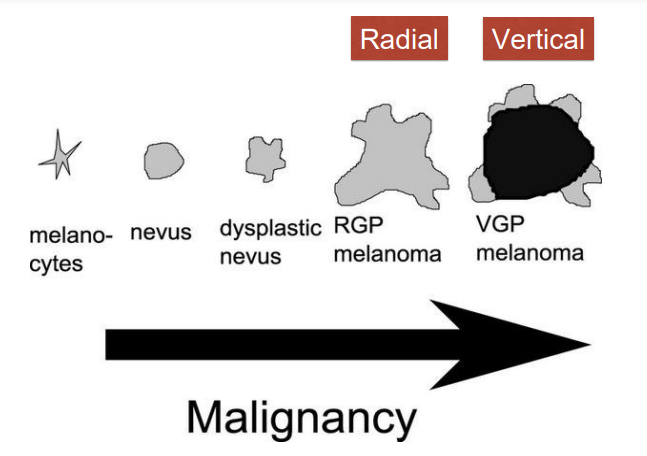 Radial
Vertical
melano-
cytes
nevus
dysplastic
nevus
RGP
melanoma
VGP
melanoma
Malignancy